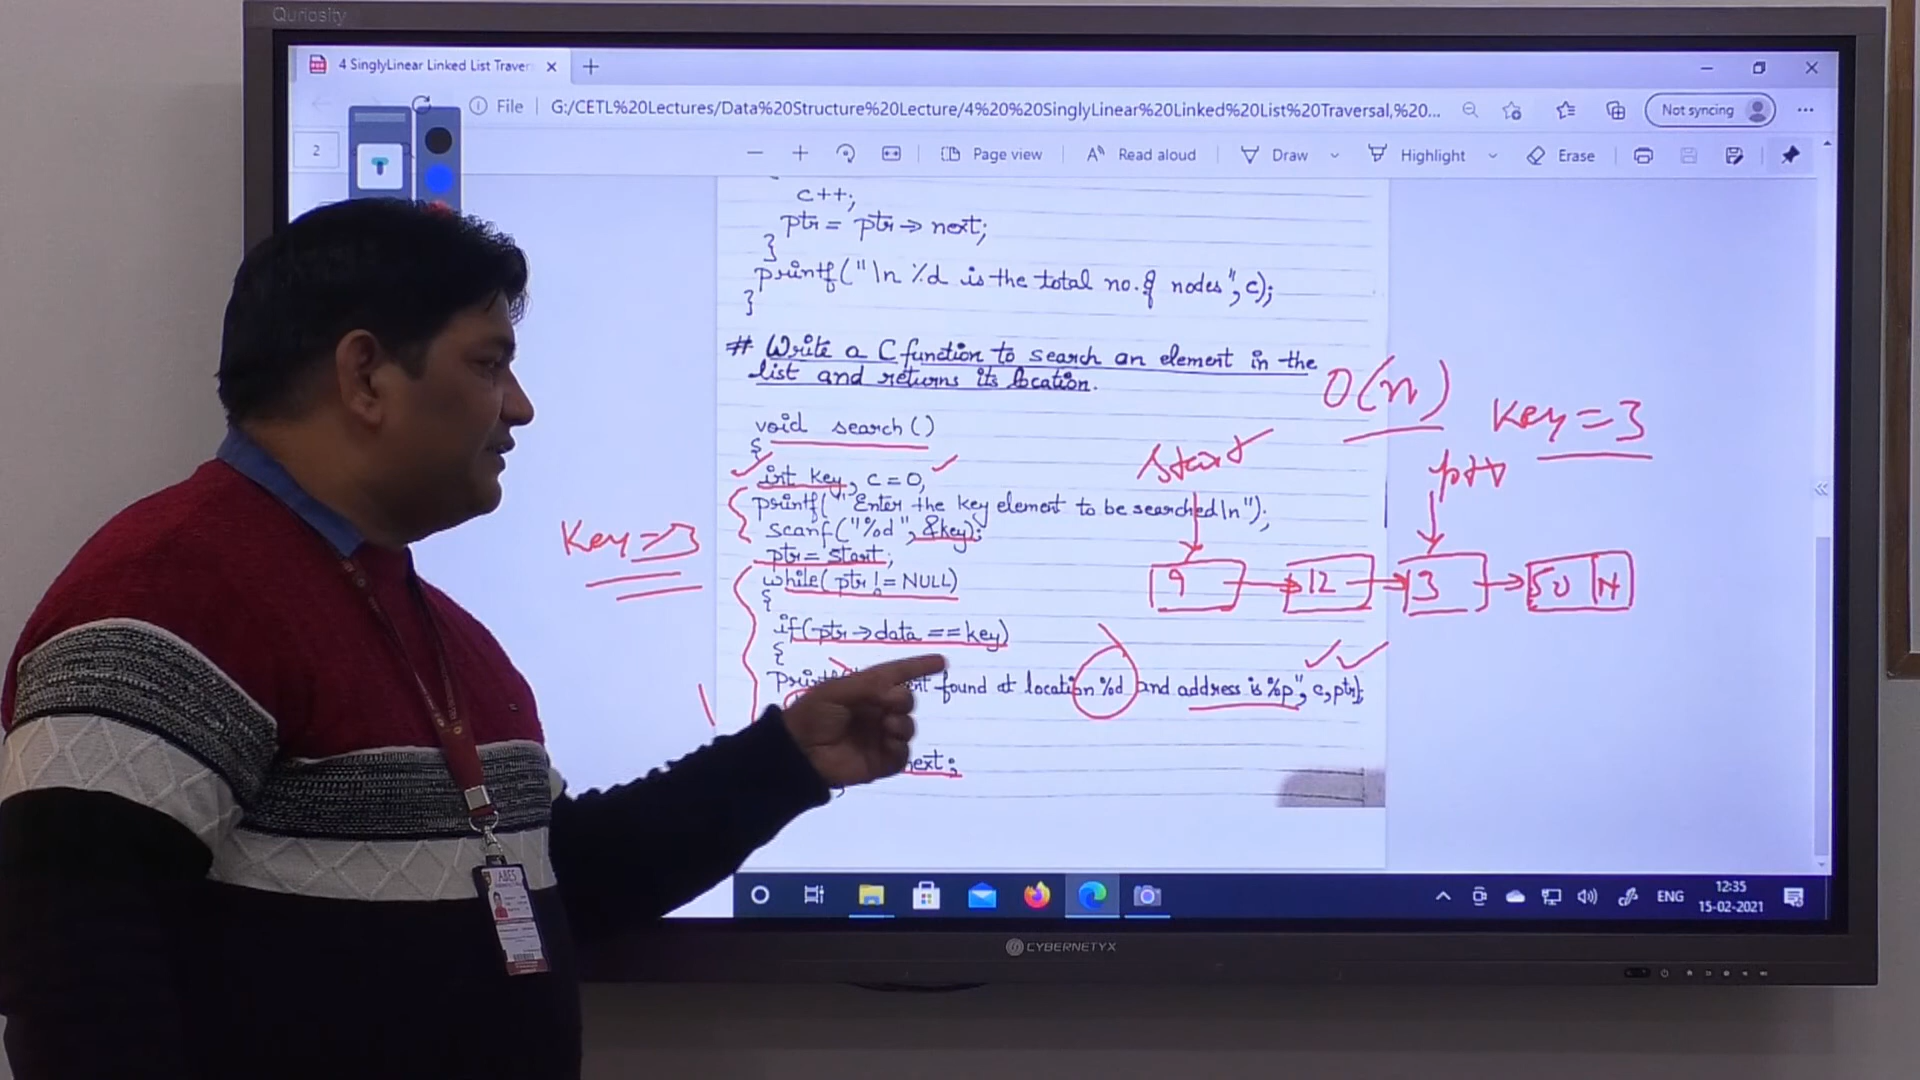 Quriosity
4 SinglyLinear Linked List Traver
File
G:/CETL%20Lectures/Data%20Structure%20Lecture/4%20%20SinglyLinear%20Linked%20List%20Traversal,%20...
Not syncing
2
Page view
Read aloud
Draw
Highlight
Erase
c++;
ptr = ptr → next;
}
printf("\n %d is the total no. of nodes", c);
}
# Write a C function to search an element in the
list and returns its location.
O(n)
key = 3
void search()
{
start
ptr
int key, c = 0,
printf("Enter the key element to be searched\n");
scanf("%d", &key);
key = 3
ptr = start;
while(ptr != NULL)
9
12
3
50
N
{
if(ptr → data == key)
{
found at location %d and address is %p", c, ptr);
next;
ABES
ENG
12:35
15-02-2021
CYBERNETYX